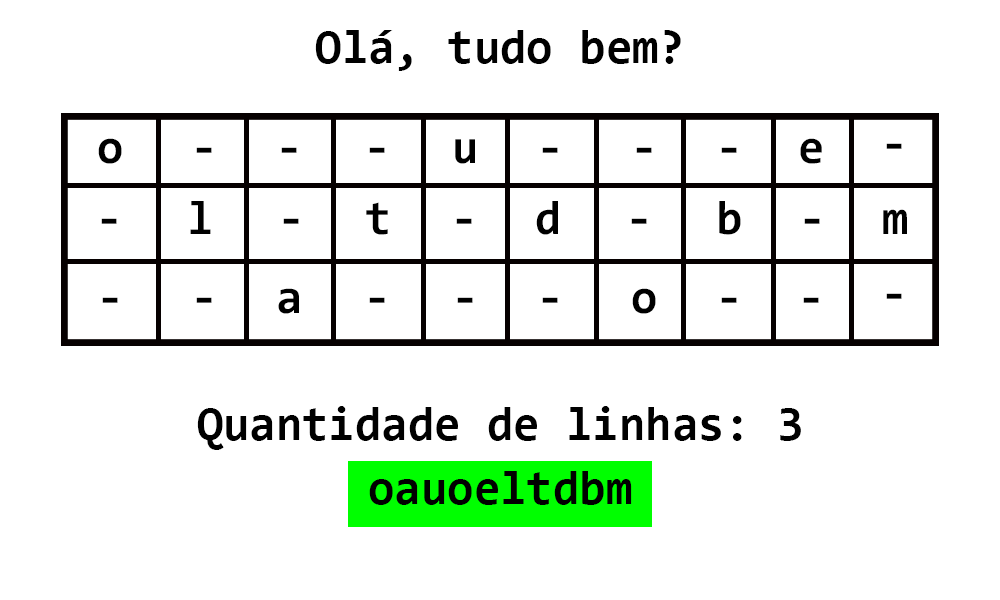 Olá, tudo bem?
o - - - u - - - e -
- l - t - d - b - m
- - a - - - o - - -
Quantidade de linhas: 3
oauoeltdbm